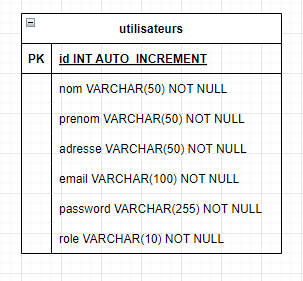 utilisateurs
PK id INT AUTO_INCREMENT
nom VARCHAR(50) NOT NULL
prenom VARCHAR(50) NOT NULL
adresse VARCHAR(50) NOT NULL
email VARCHAR(100) NOT NULL
password VARCHAR(255) NOT NULL
role VARCHAR(10) NOT NULL